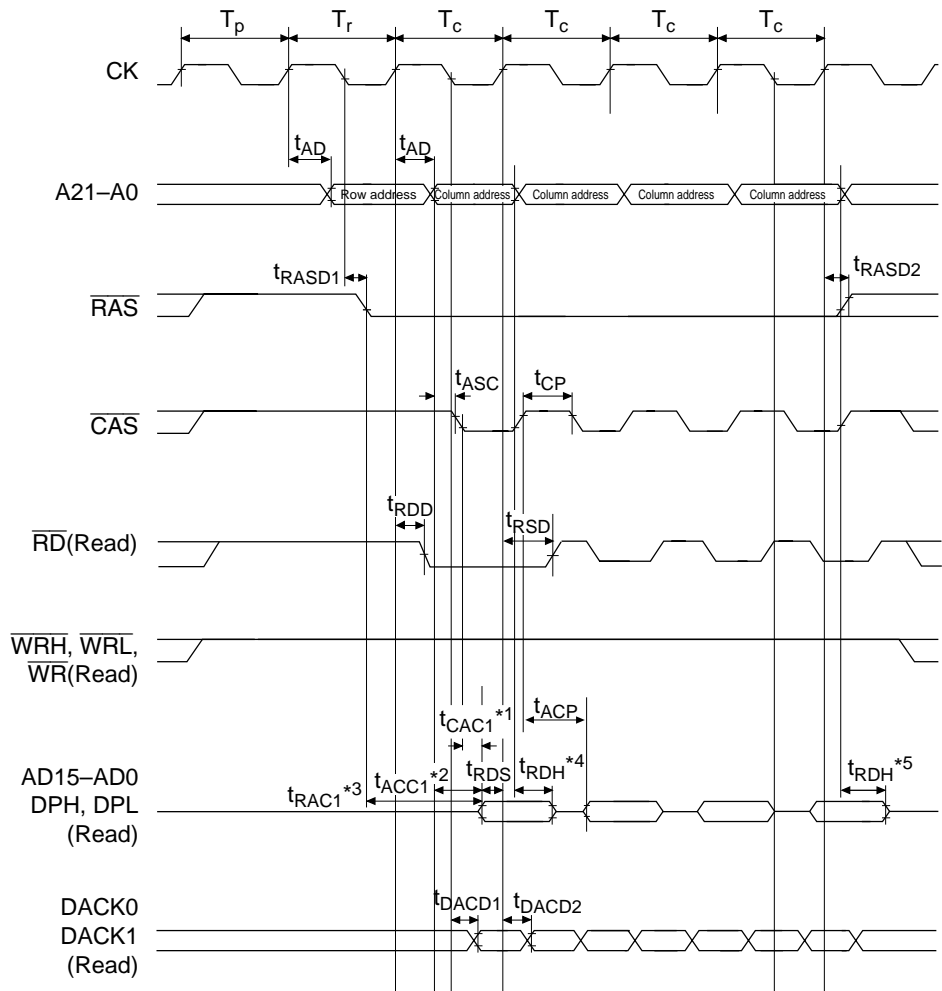 Tp Tr Tc Tc Tc Tc
CK
tAD tAD
A21–A0 Row address Column address Column address Column address Column address
tRASD1 tRASD2
RAS
tASC tCP
CAS
tRDD tRSD
RD(Read)
WRH, WRL,
WR(Read)
tCAC1*1 tACP
AD15–AD0
DPH, DPL
(Read)
tRAC1*3 tACC1*2 tRDS tRDH*4 tRDH*5
DACK0
DACK1
(Read)
tDACD1 tDACD2